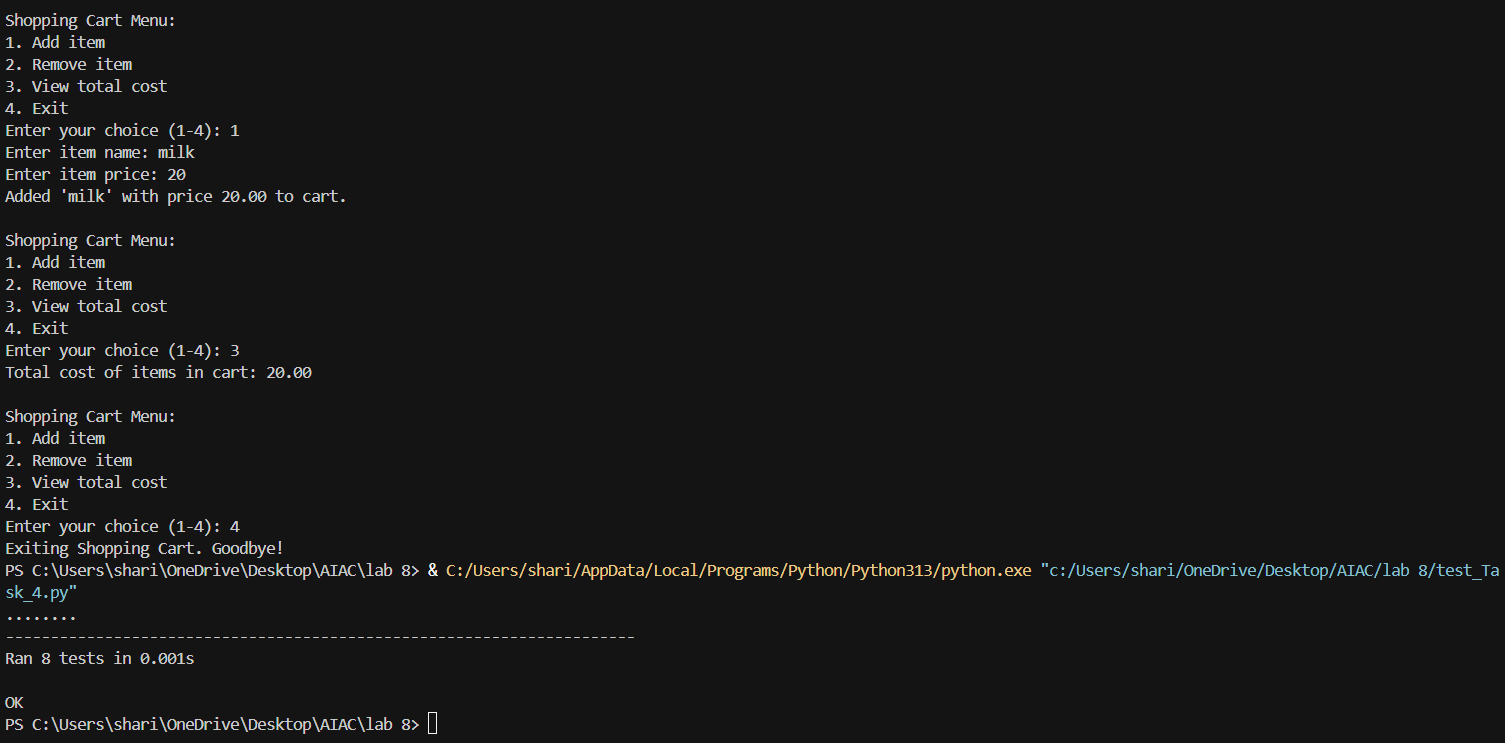 Shopping Cart Menu:
1. Add item
2. Remove item
3. View total cost
4. Exit
Enter your choice (1-4): 1
Enter item name: milk
Enter item price: 20
Added 'milk' with price 20.00 to cart.

Shopping Cart Menu:
1. Add item
2. Remove item
3. View total cost
4. Exit
Enter your choice (1-4): 3
Total cost of items in cart: 20.00

Shopping Cart Menu:
1. Add item
2. Remove item
3. View total cost
4. Exit
Enter your choice (1-4): 4
Exiting Shopping Cart. Goodbye!
PS C:\Users\shari\OneDrive\Desktop\AIAC\lab 8> & C:/Users/shari/AppData/Local/Programs/Python/Python313/python.exe "c:/Users/shari/OneDrive/Desktop/AIAC/lab 8/test_Ta
sk_4.py"
........
----------------------------------------------------------------------
Ran 8 tests in 0.001s

OK
PS C:\Users\shari\OneDrive\Desktop\AIAC\lab 8>